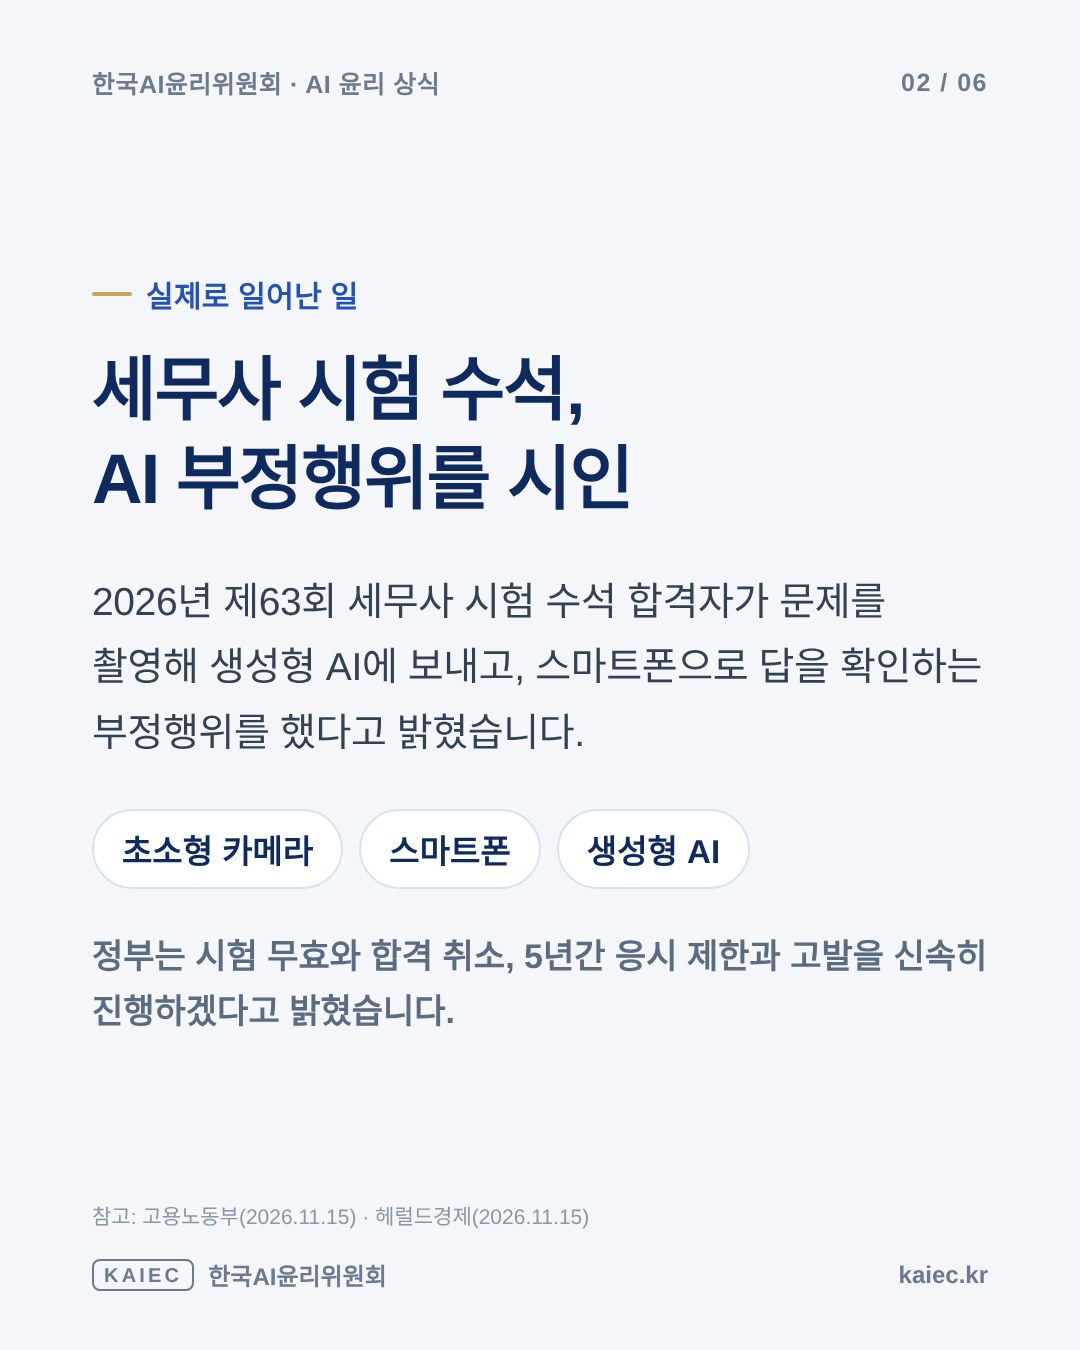 한국AI윤리위원회 · AI 윤리 상식
02 / 06
실제로 일어난 일
세무사 시험 수석,
AI 부정행위를 시인
2026년 제63회 세무사 시험 수석 합격자가 문제를
촬영해 생성형 AI에 보내고, 스마트폰으로 답을 확인하는
부정행위를 했다고 밝혔습니다.
초소형 카메라 스마트폰 생성형 AI
정부는 시험 무효와 합격 취소, 5년간 응시 제한과 고발을 신속히
진행하겠다고 밝혔습니다.
참고: 고용노동부(2026.11.15) · 헤럴드경제(2026.11.15)
KAIEC 한국AI윤리위원회
kaiec.kr